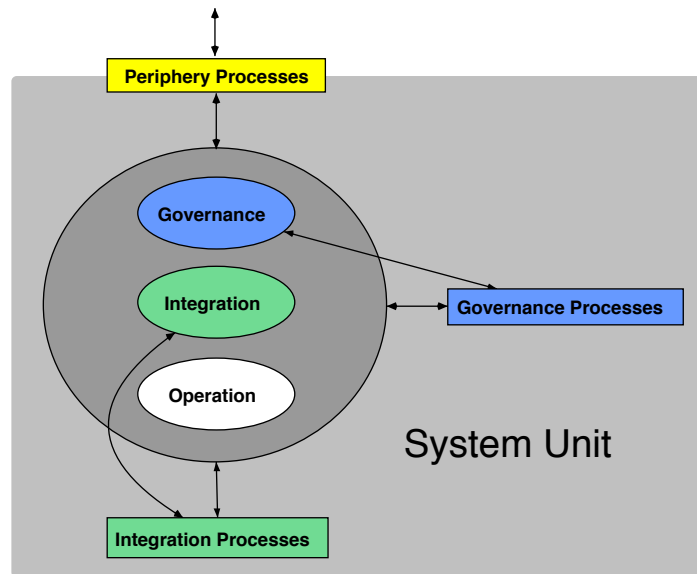 Periphery Processes
Governance
Integration
Governance Processes
Operation
System Unit
Integration Processes